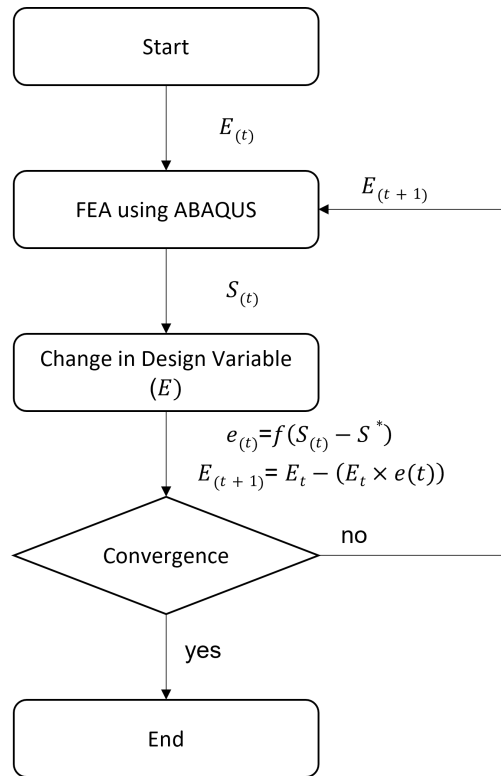 Start
E(t)
FEA using ABAQUS
E(t + 1)
S(t)
Change in Design Variable
(E)
e(t)=f(S(t) − S*)
E(t + 1)= Et − (Et × e(t))
Convergence
no
yes
End